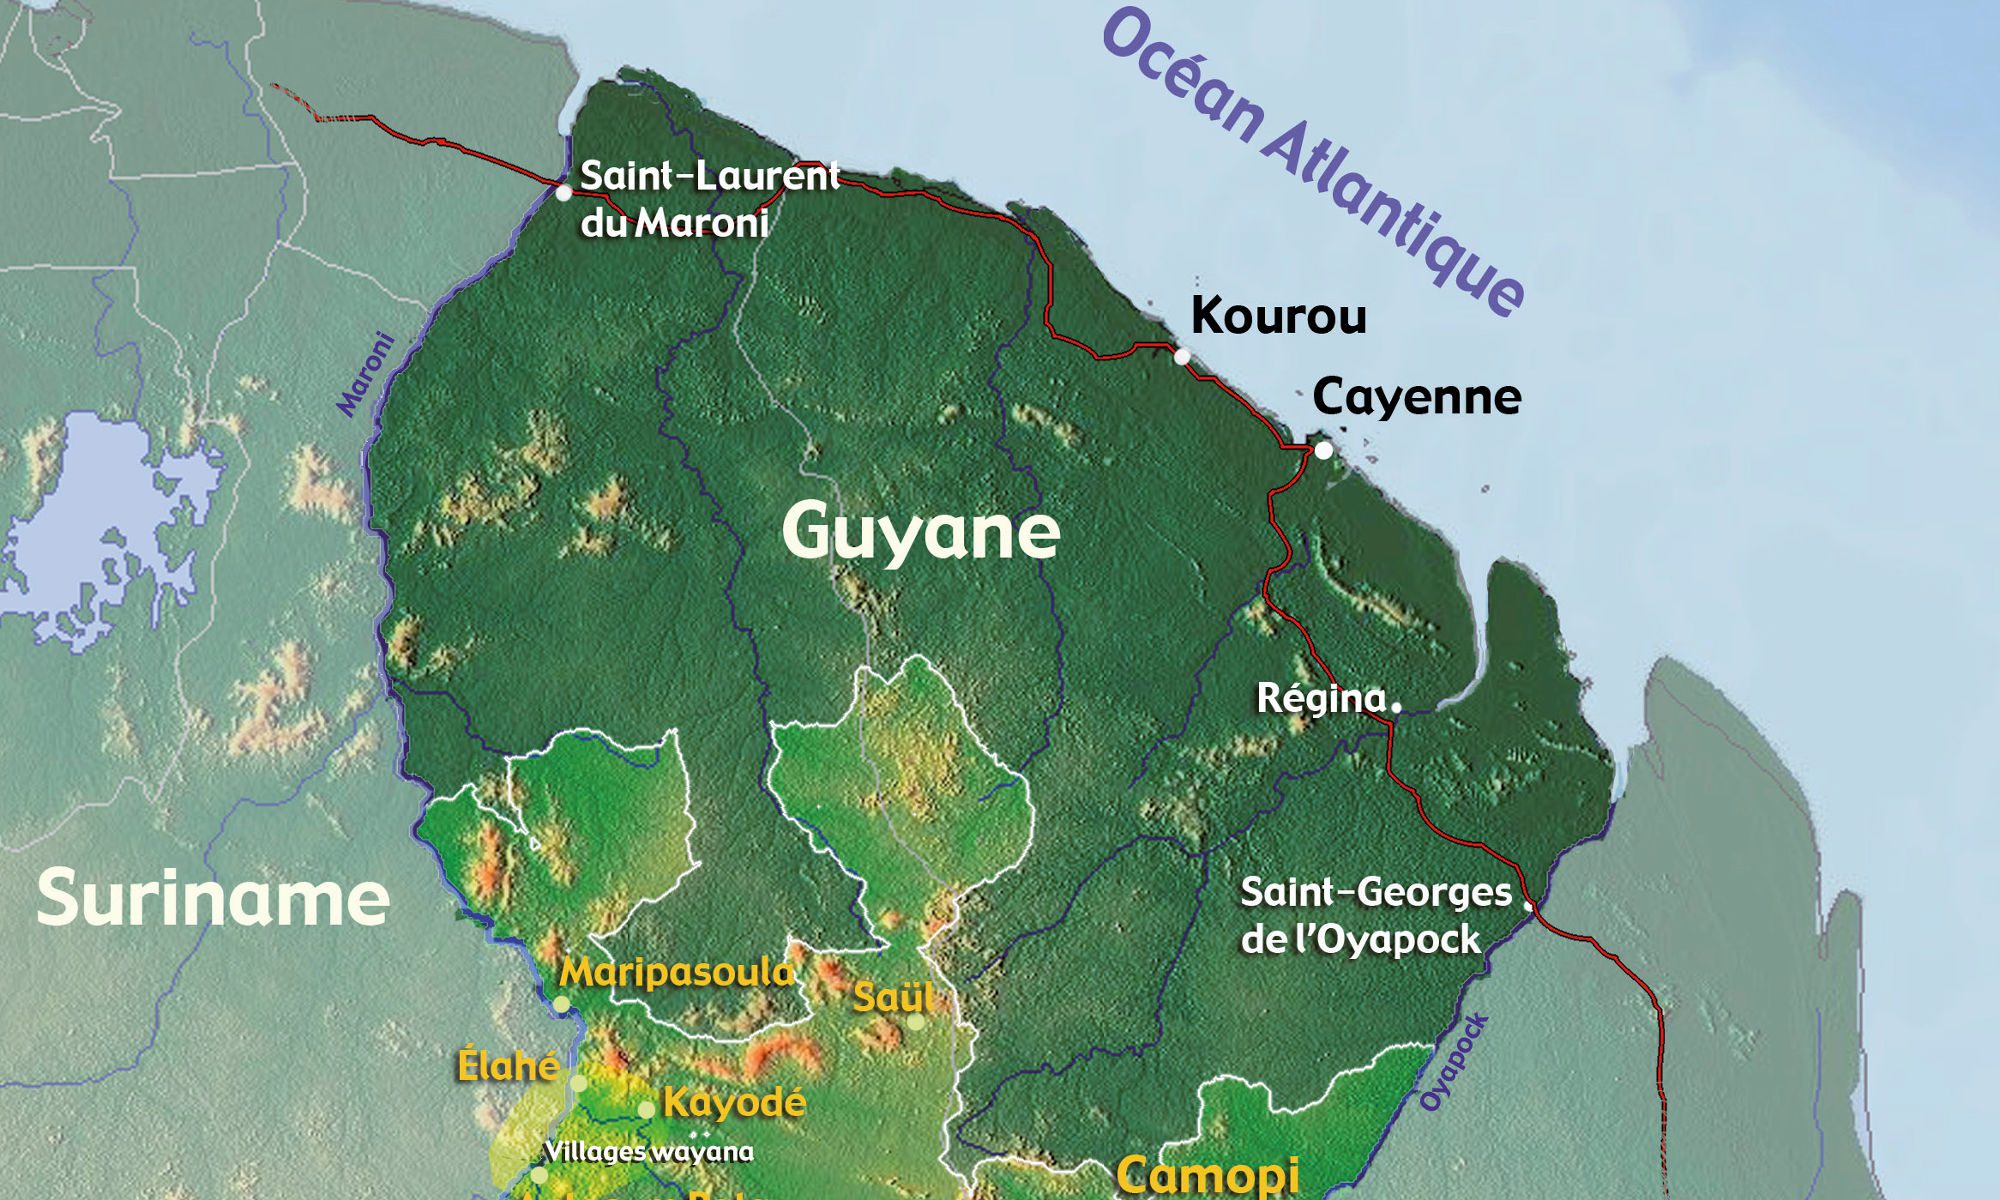 Océan Atlantique
Saint-Laurent
du Maroni
Kourou
Maroni
Cayenne
Guyane
Régina
Suriname
Saint-Georges
de l'Oyapock
Maripasoula
Saül
Oyapock
Élahé
Kayodé
Villages wayana
Camopi